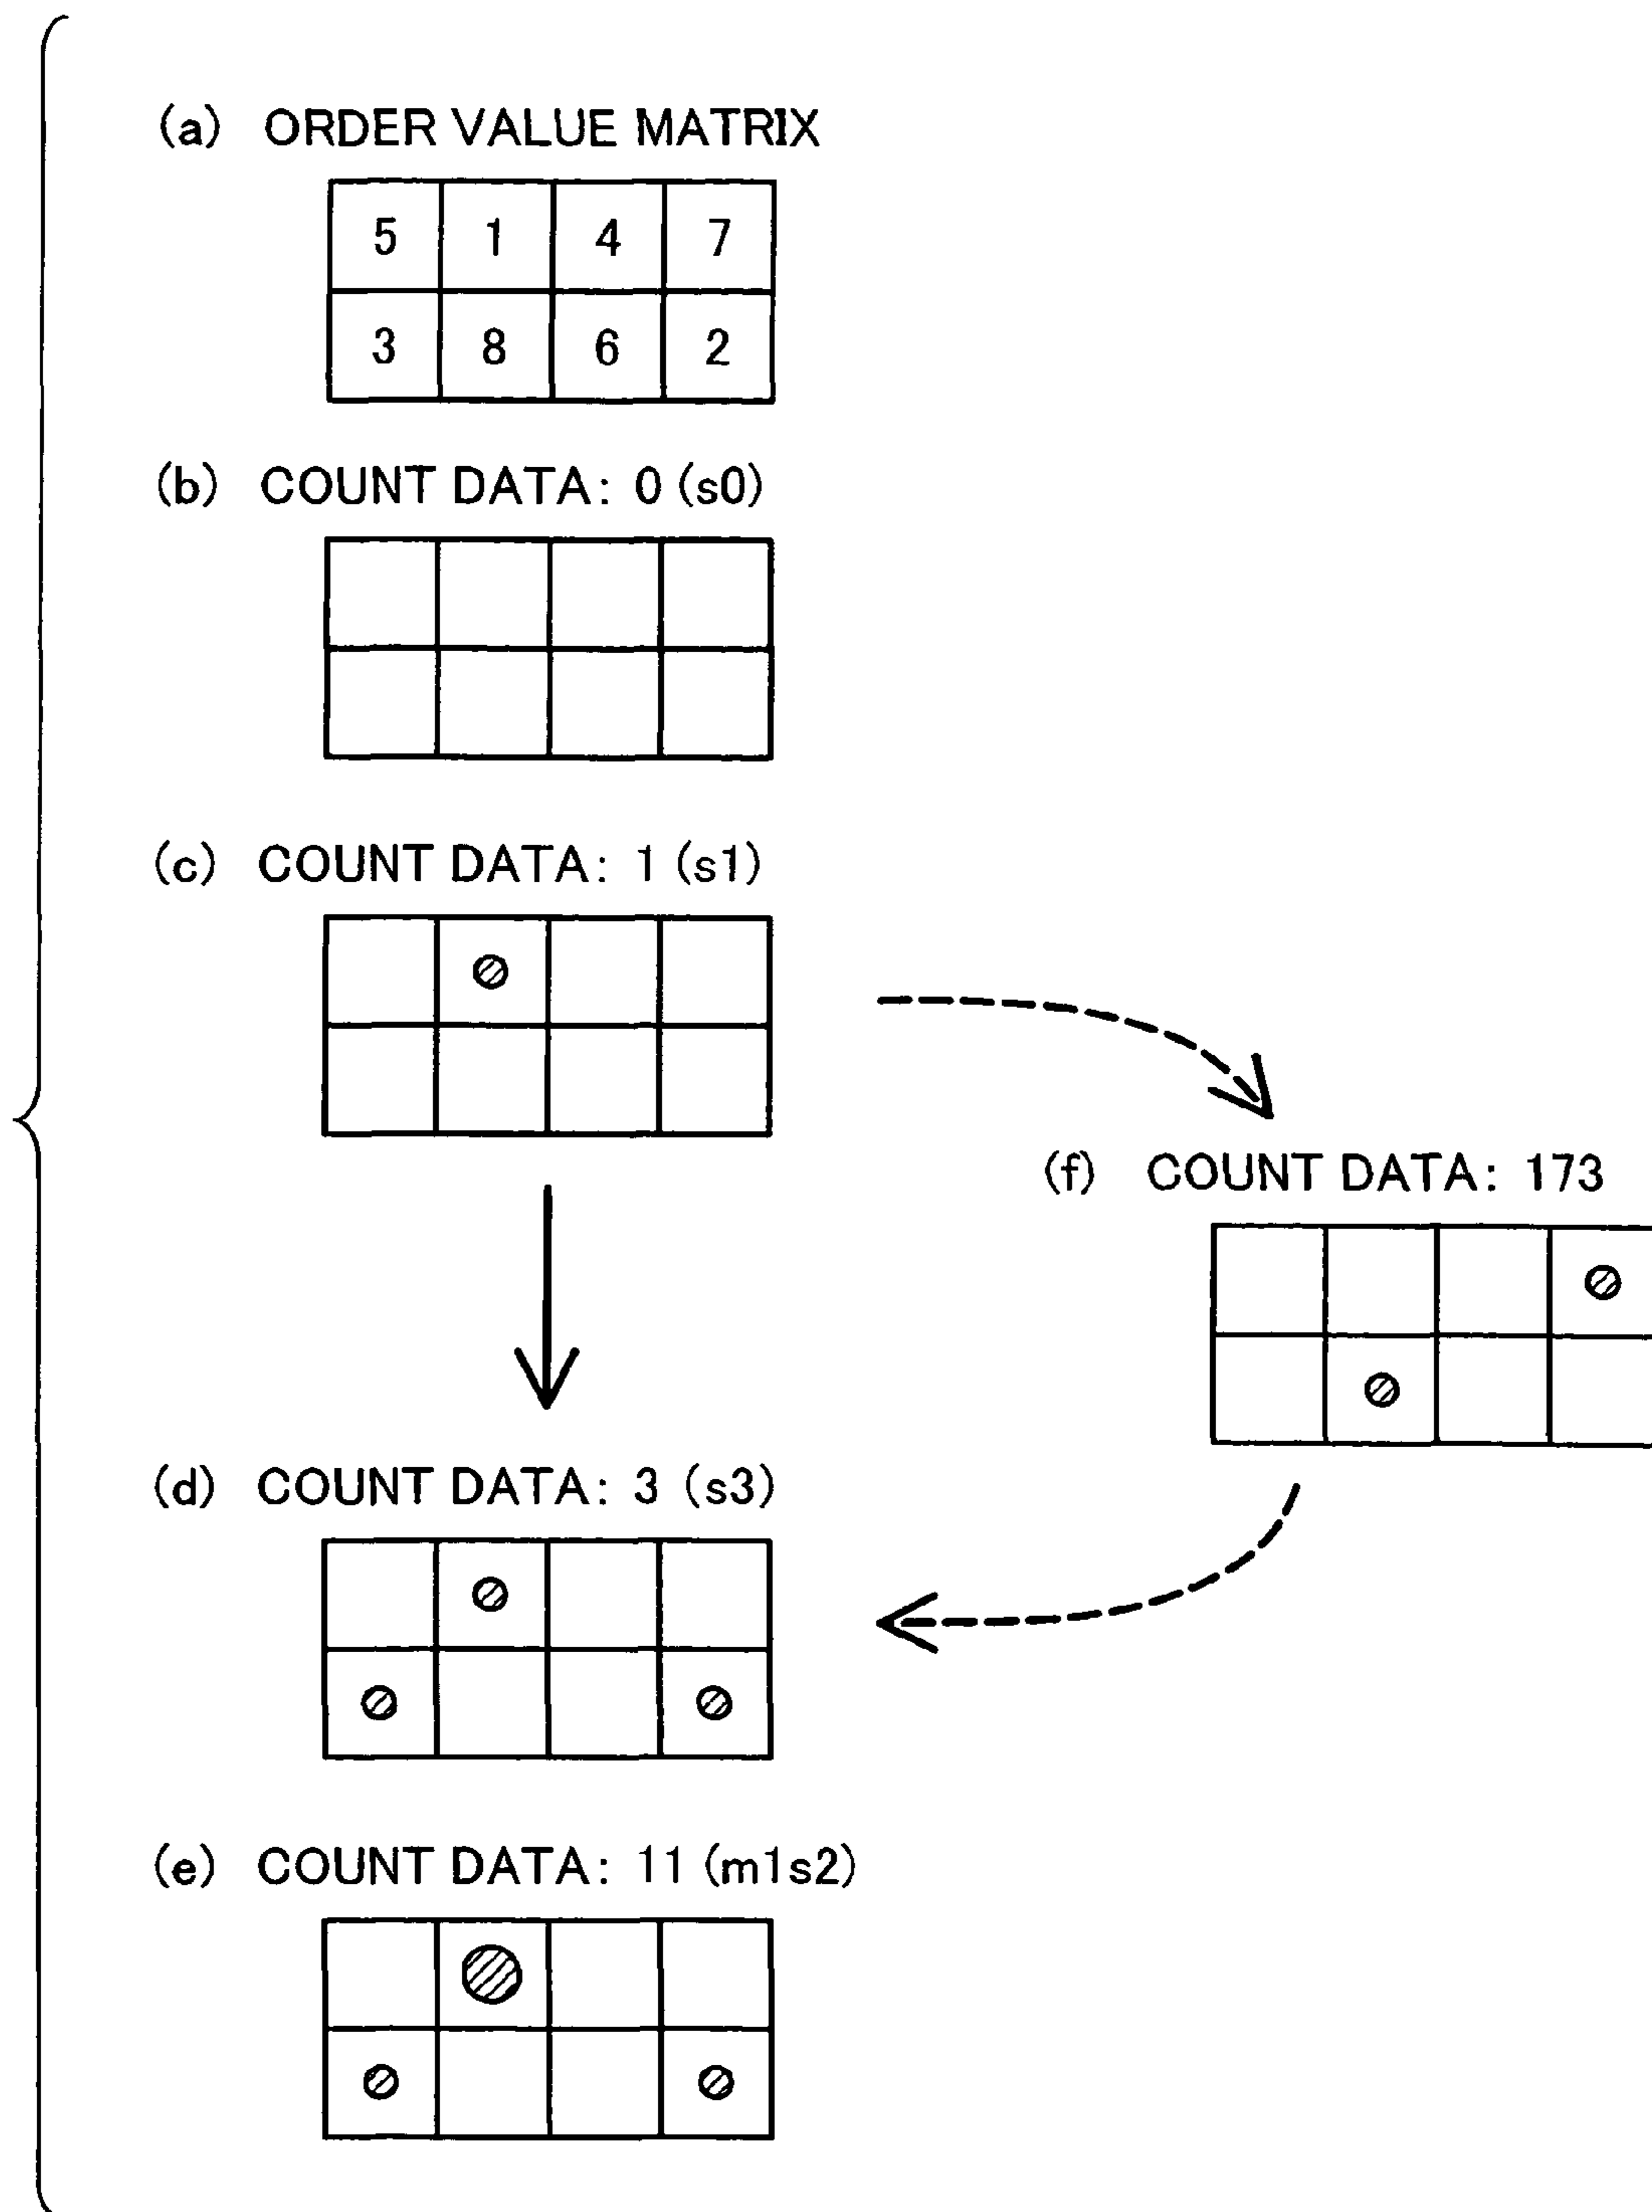 (a) ORDER VALUE MATRIX
5 1 4 7
3 8 6 2
(b) COUNT DATA: 0 (s0)
(c) COUNT DATA: 1 (s1)
(f) COUNT DATA: 173
(d) COUNT DATA: 3 (s3)
(e) COUNT DATA: 11 (m1s2)